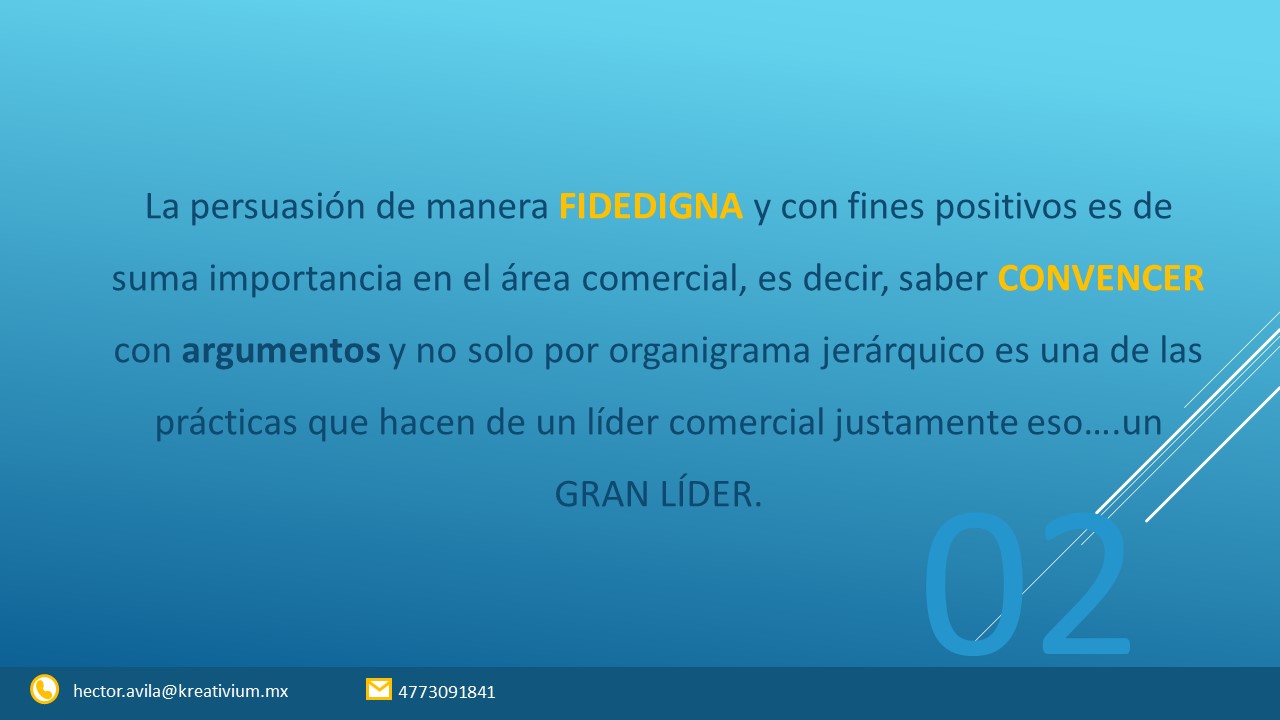 La persuasión de manera FIDEDIGNA y con fines positivos es de
suma importancia en el área comercial, es decir, saber CONVENCER
con argumentos y no solo por organigrama jerárquico es una de las
prácticas que hacen de un líder comercial justamente eso….un
GRAN LÍDER.
02
hector.avila@kreativium.mx 4773091841